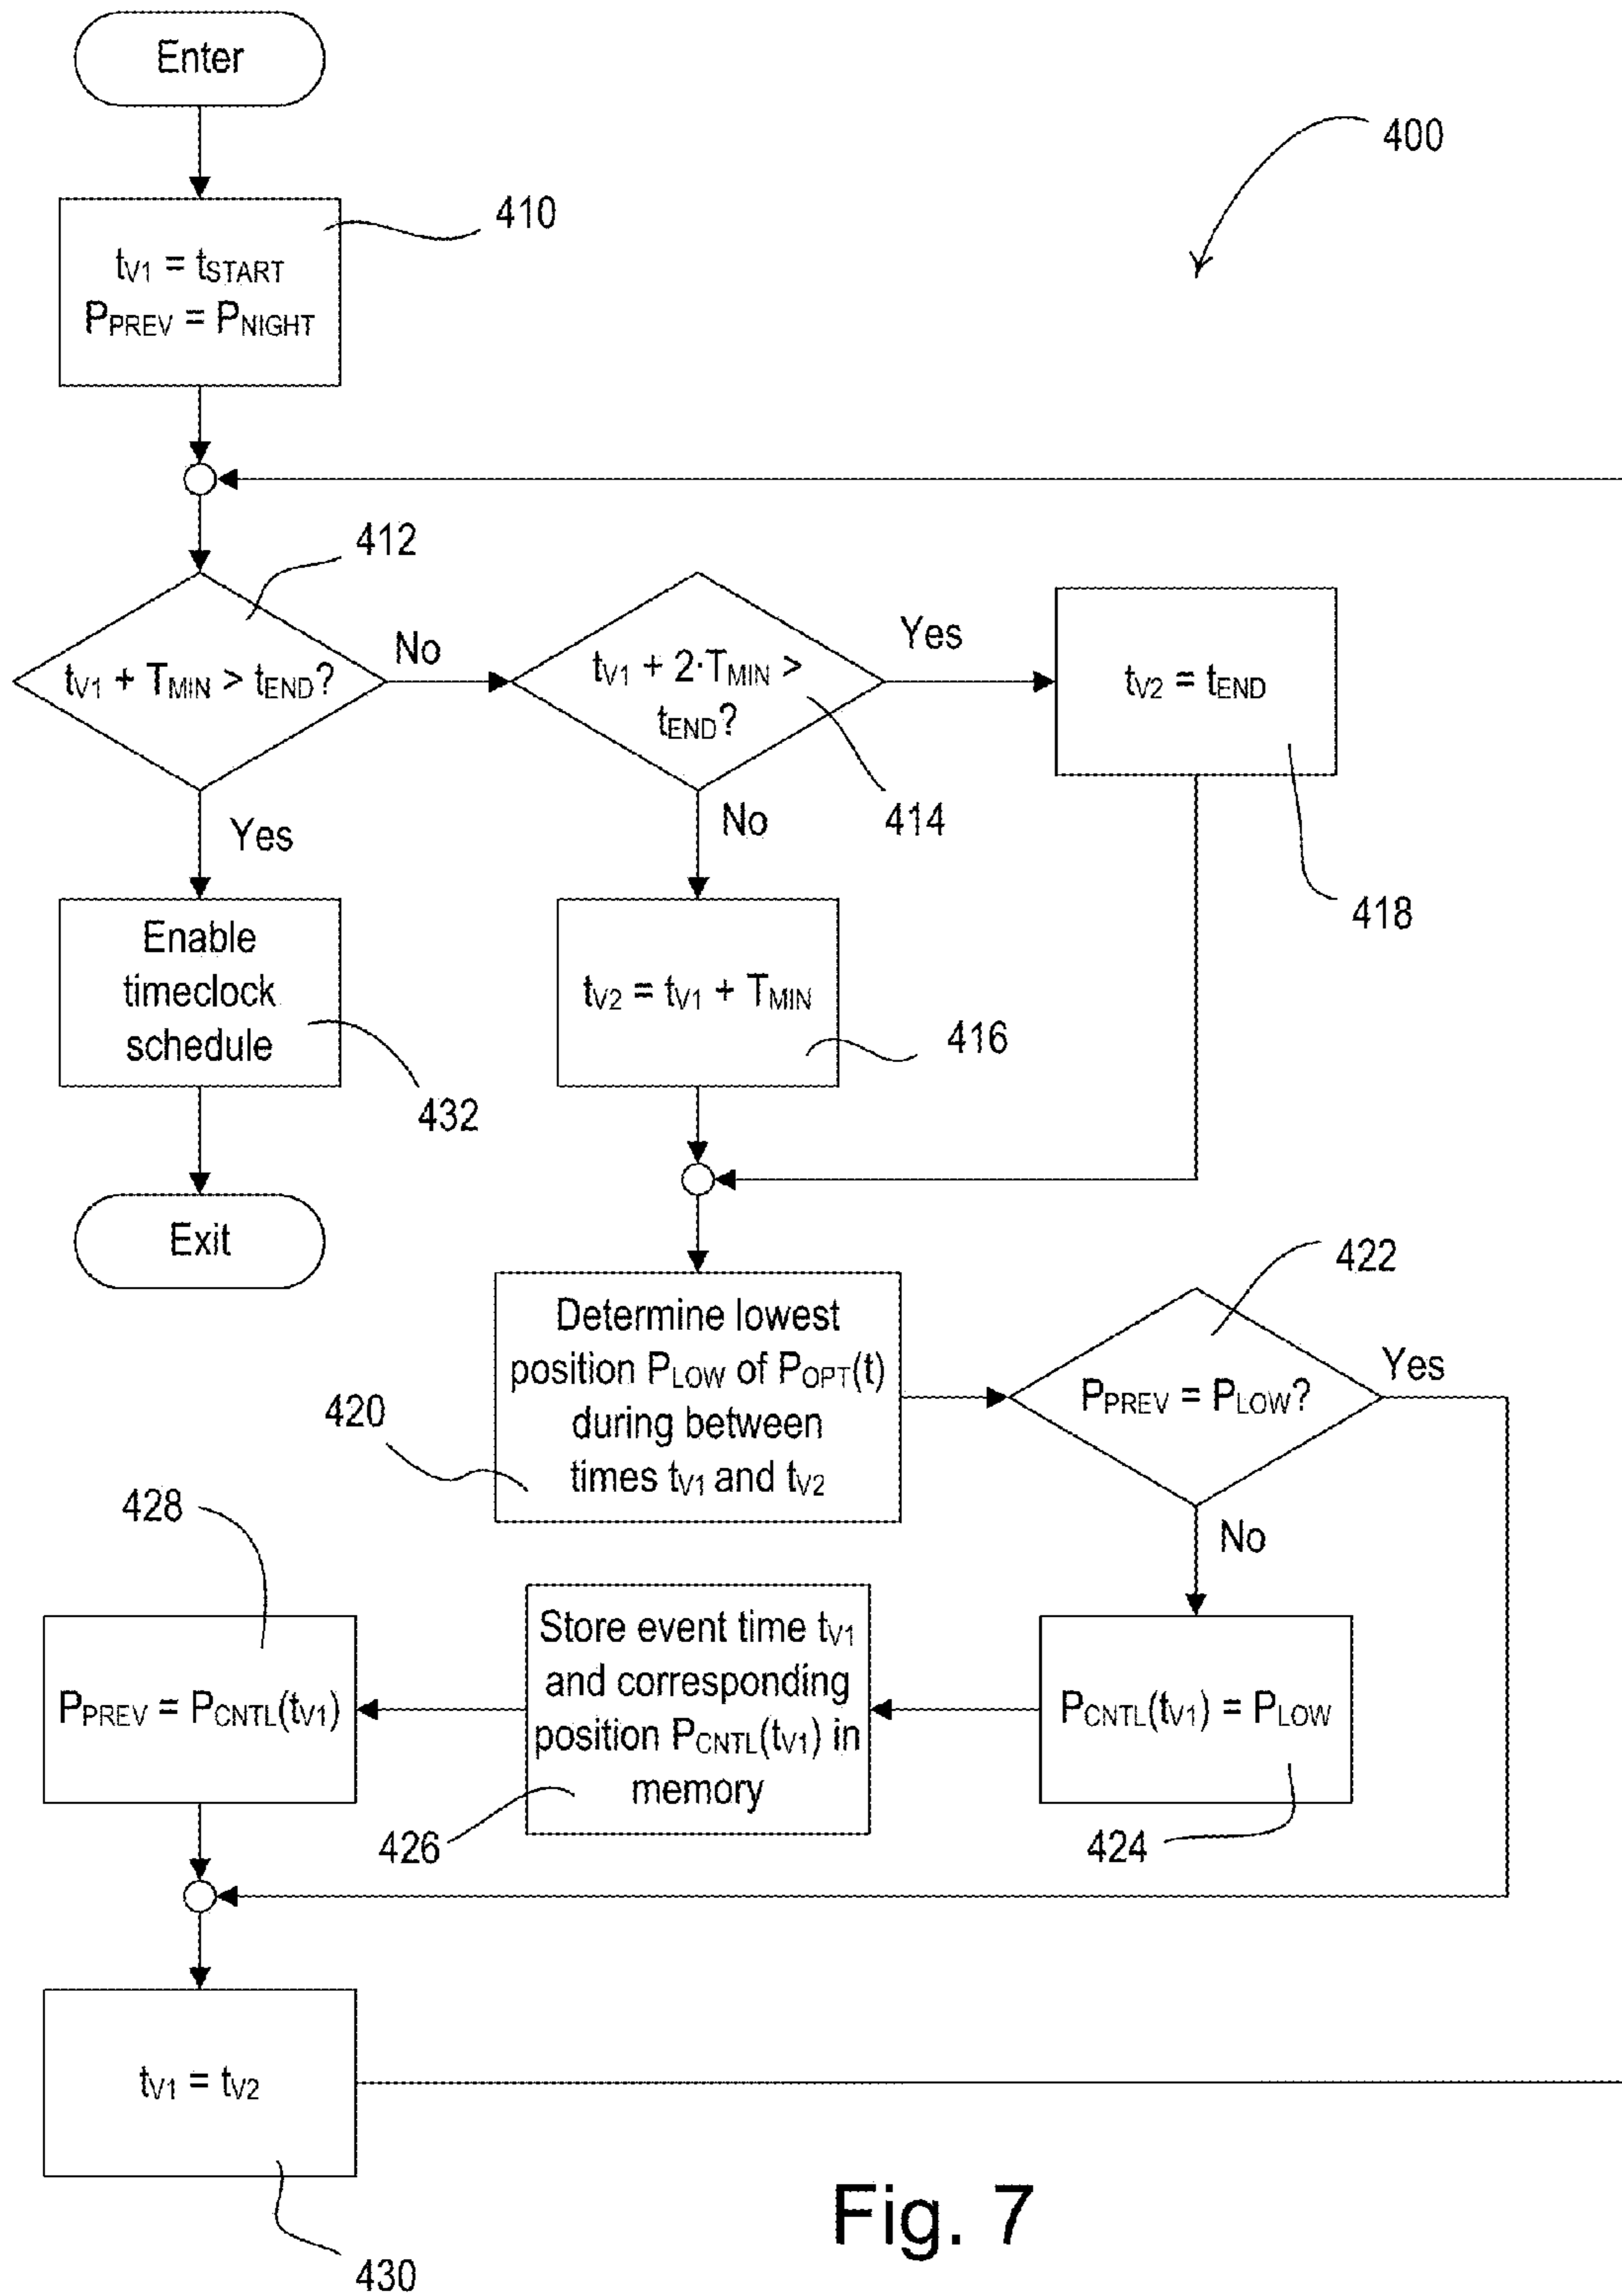 Enter
400
410
tV1 = tSTART
PPREV = PNIGHT
412
tV1 + TMIN > tEND?
No
tV1 + 2·TMIN >
tEND?
Yes
tV2 = tEND
414
418
Yes
No
Enable
timeclock
schedule
432
tV2 = tV1 + TMIN
416
Exit
Determine lowest
position PLOW of POPT(t)
during between
times tV1 and tV2
420
422
PPREV = PLOW?
Yes
No
428
PPREV = PCNTL(tV1)
Store event time tV1
and corresponding
position PCNTL(tV1) in
memory
426
PCNTL(tV1) = PLOW
424
tV1 = tV2
430
Fig. 7